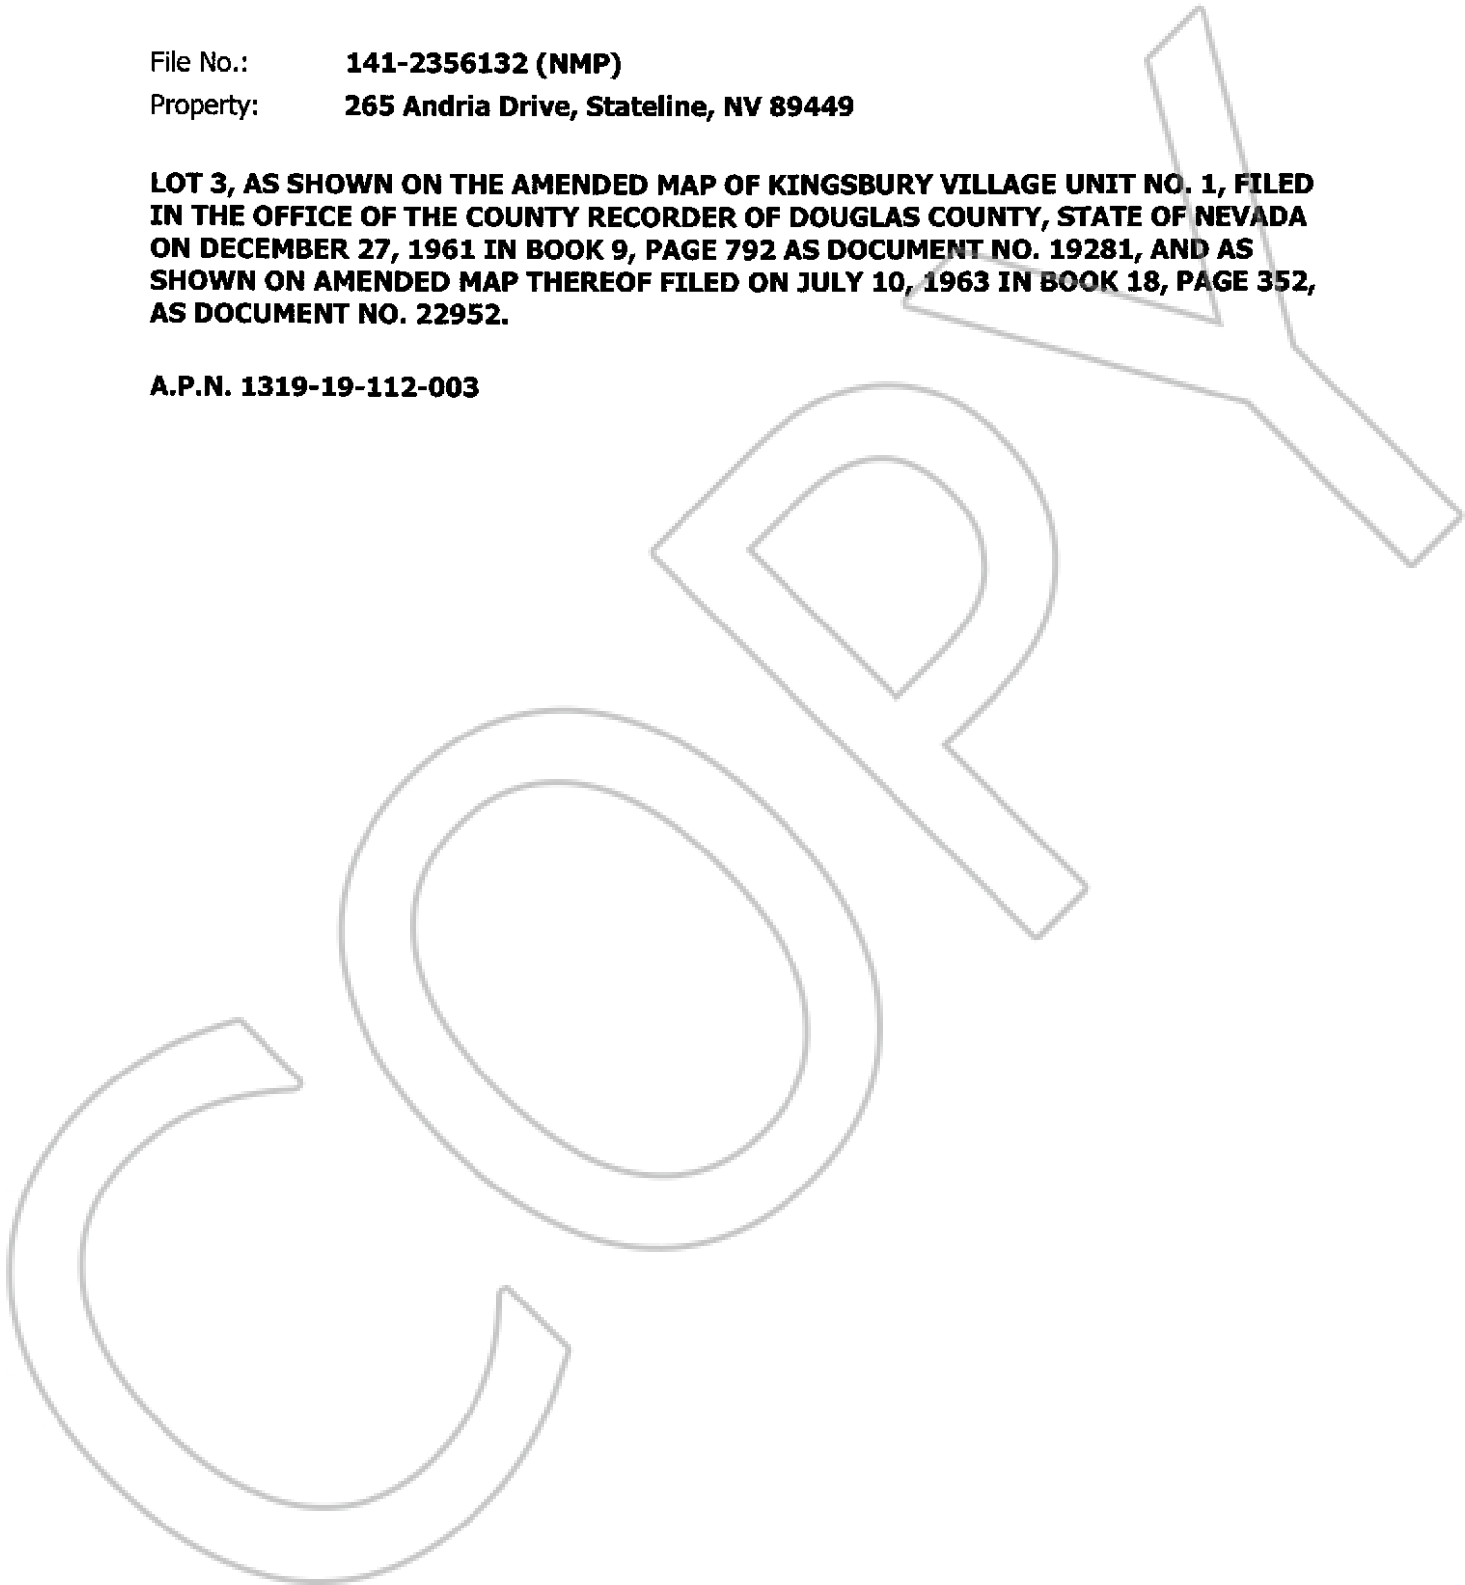 File No.: 141-2356132 (NMP)
Property: 265 Andria Drive, Stateline, NV 89449
LOT 3, AS SHOWN ON THE AMENDED MAP OF KINGSBURY VILLAGE UNIT NO. 1, FILED
IN THE OFFICE OF THE COUNTY RECORDER OF DOUGLAS COUNTY, STATE OF NEVADA
ON DECEMBER 27, 1961 IN BOOK 9, PAGE 792 AS DOCUMENT NO. 19281, AND AS
SHOWN ON AMENDED MAP THEREOF FILED ON JULY 10, 1963 IN BOOK 18, PAGE 352,
AS DOCUMENT NO. 22952.
A.P.N. 1319-19-112-003
COPY